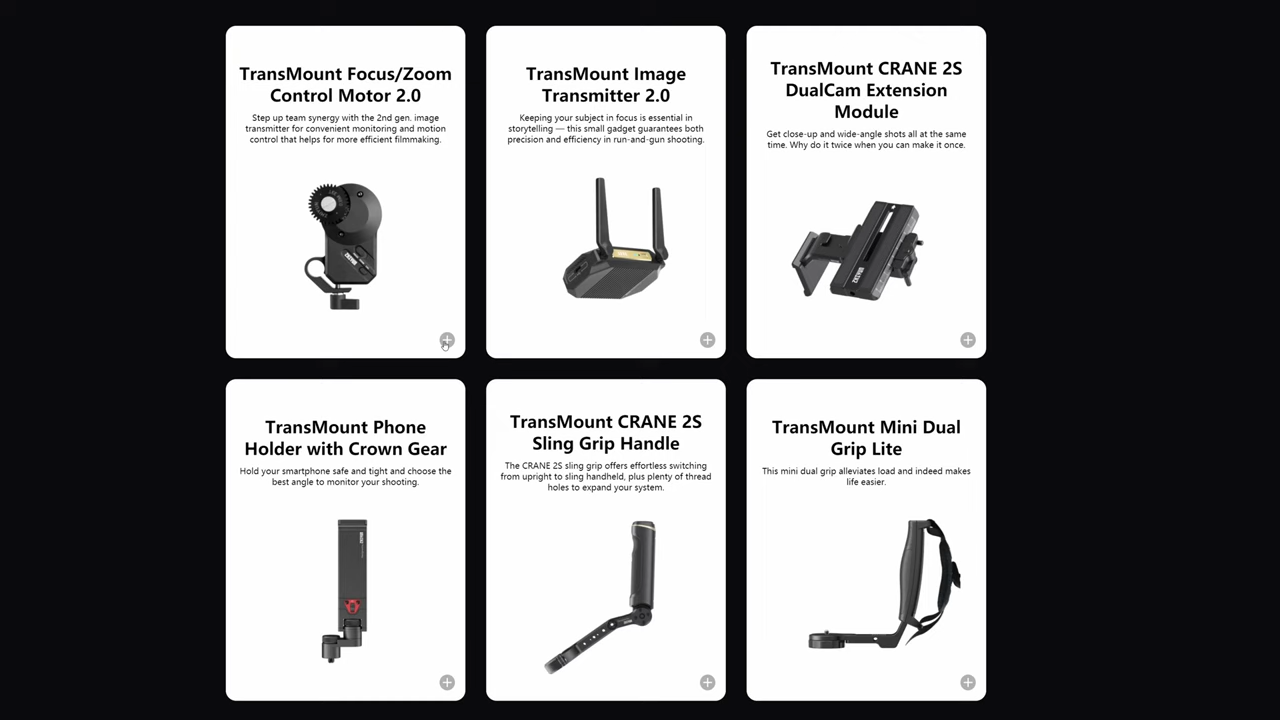 TransMount Focus/Zoom
Control Motor 2.0
Step up team synergy with the 2nd gen. image
transmitter for convenient monitoring and motion
control that helps for more efficient filmmaking.
TransMount Image
Transmitter 2.0
Keeping your subject in focus is essential in
storytelling — this small gadget guarantees both
precision and efficiency in run-and-gun shooting.
TransMount CRANE 2S
DualCam Extension
Module
Get close-up and wide-angle shots all at the same
time. Why do it twice when you can make it once.
TransMount Phone
Holder with Crown Gear
Hold your smartphone safe and tight and choose the
best angle to monitor your shooting.
TransMount CRANE 2S
Sling Grip Handle
The CRANE 2S sling grip offers effortless switching
from upright to sling handheld, plus plenty of thread
holes to expand your system.
TransMount Mini Dual
Grip Lite
This mini dual grip alleviates load and indeed makes
life easier.